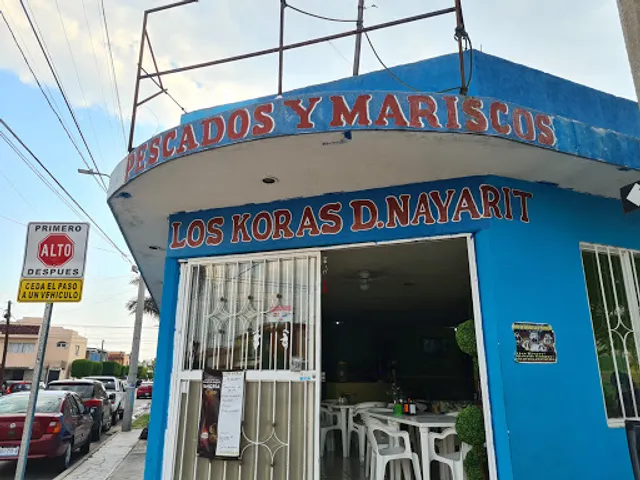 PESCADOS Y MARISCOS
LOS KORAS D. NAYARIT
PRIMERO
ALTO
DESPUES
CEDA EL PASO
A UN VEHICULO